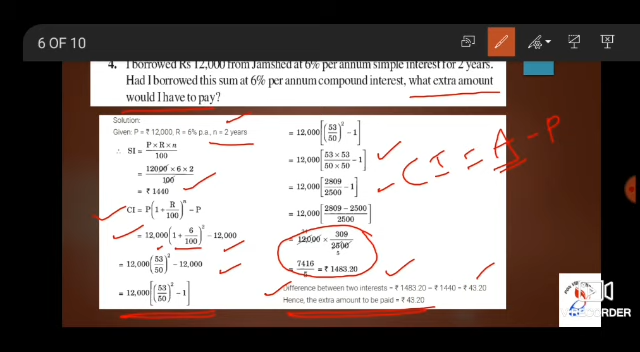 6 OF 10
4. I borrowed Rs 12,000 from Jamshed at 6% per annum simple interest for 2 years.
Had I borrowed this sum at 6% per annum compound interest, what extra amount
would I have to pay?
Solution:
Given: P = ₹ 12,000, R = 6% p.a., n = 2 years
∴ SI = P × R × n / 100
= 12000 × 6 × 2 / 100
= ₹ 1440
CI = P(1 + R/100)^n − P
= 12,000(1 + 6/100)² − 12,000
= 12,000(53/50)² − 12,000
= 12,000[(53/50)² − 1]
= 12,000[(53/50)² − 1]
= 12,000[53 × 53 / 50 × 50 − 1]
= 12,000[2809/2500 − 1]
= 12,000[2809 − 2500 / 2500]
= 12000 × 309/2500
5
= 7416/5 = ₹ 1483.20
Difference between two interests = ₹ 1483.20 − ₹ 1440 = ₹ 43.20
Hence, the extra amount to be paid = ₹ 43.20
CI = A − P
RECORDER